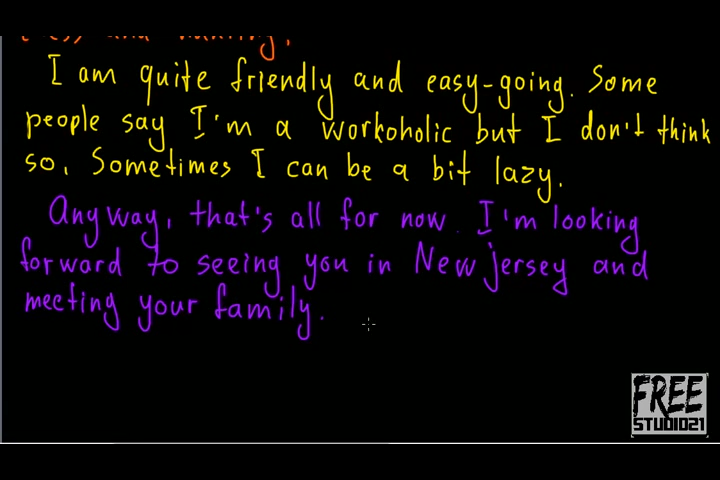 and
I am quite friendly and easy-going. Some
people say I'm a workoholic but I don't think
so. Sometimes I can be a bit lazy.
Anyway, that's all for now. I'm looking
forward to seeing you in New Jersey and
meeting your family.
FREE
STUDIO21